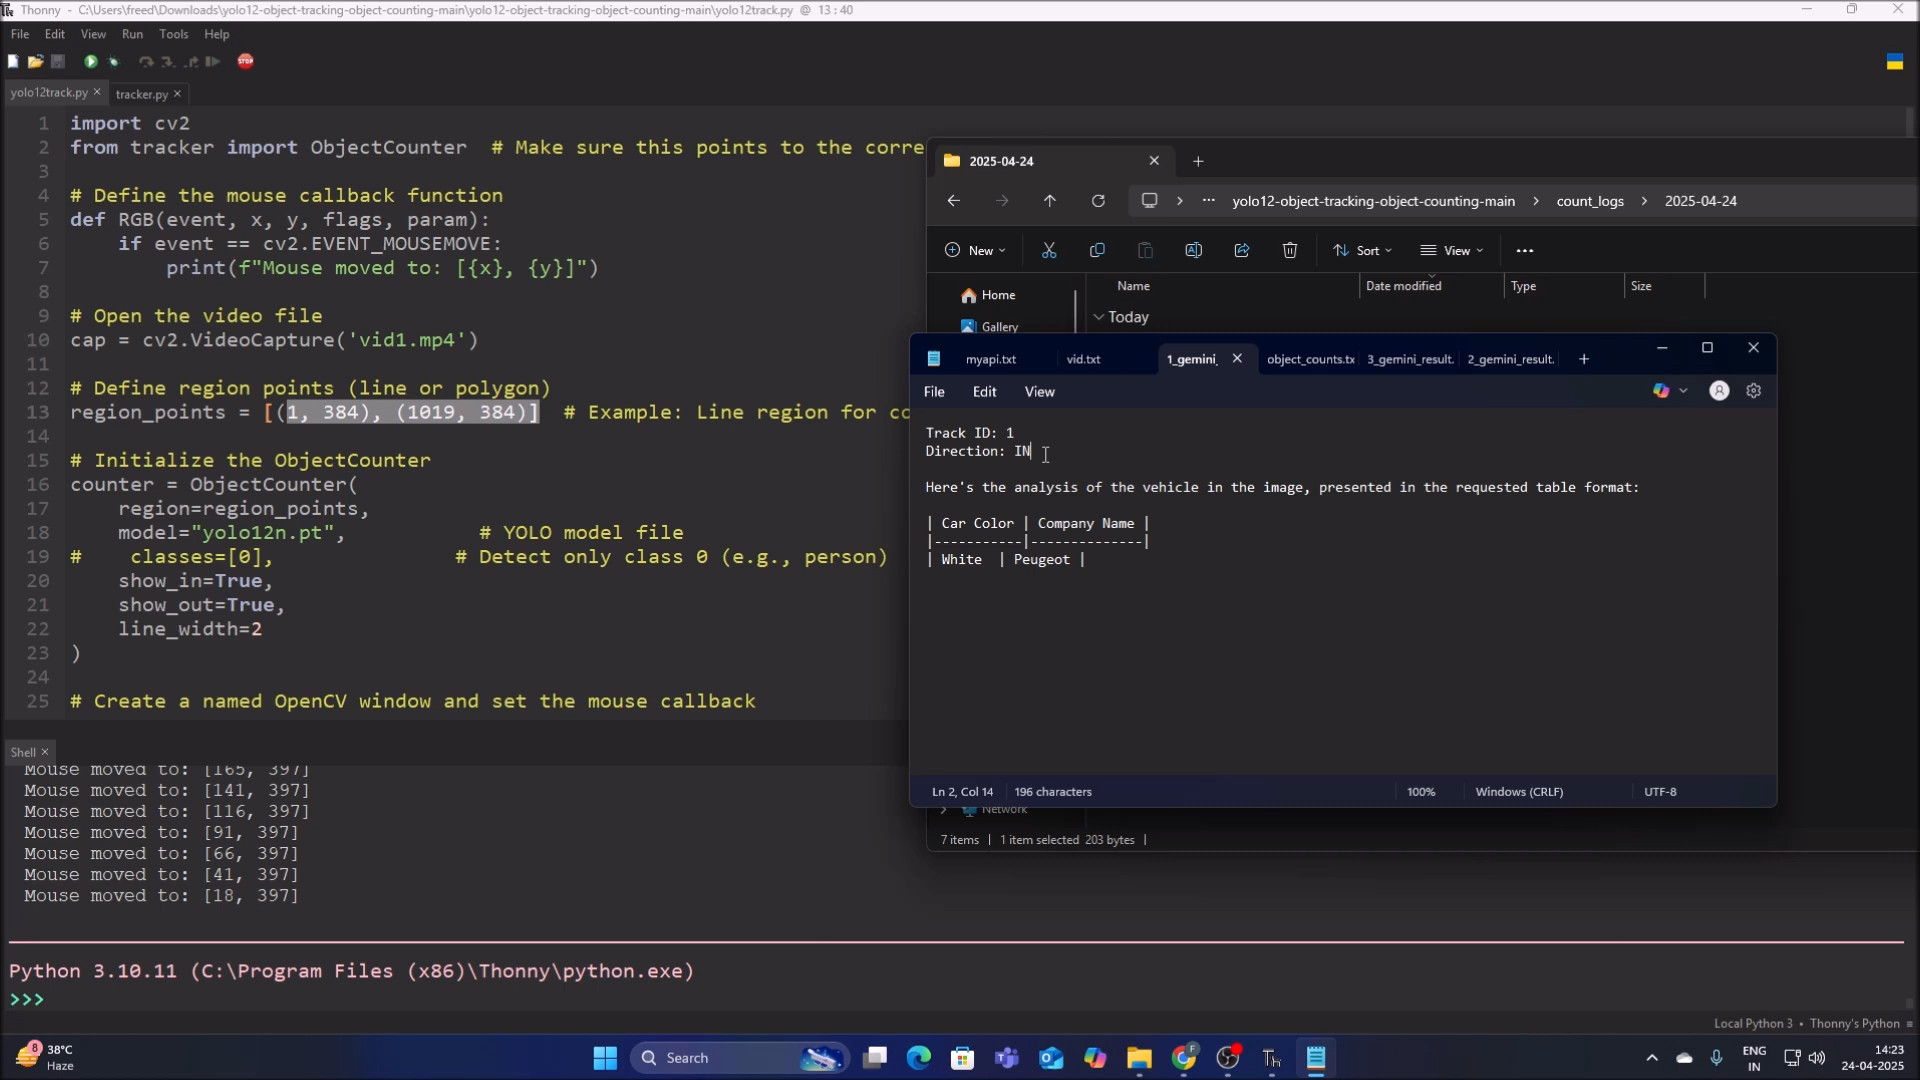 Thonny - C:\Users\freed\Downloads\yolo12-object-tracking-object-counting-main\yolo12-object-tracking-object-counting-main\yolo12track.py @ 13:40
File Edit View Run Tools Help
STOP
yolo12track.py × tracker.py ×
1 import cv2
2 from tracker import ObjectCounter # Make sure this points to the corre
3
4 # Define the mouse callback function
5 def RGB(event, x, y, flags, param):
6 if event == cv2.EVENT_MOUSEMOVE:
7 print(f"Mouse moved to: [{x}, {y}]")
8
9 # Open the video file
10 cap = cv2.VideoCapture('vid1.mp4')
11
12 # Define region points (line or polygon)
13 region_points = [(1, 384), (1019, 384)] # Example: Line region for co
14
15 # Initialize the ObjectCounter
16 counter = ObjectCounter(
17 region=region_points,
18 model="yolo12n.pt", # YOLO model file
19 # classes=[0], # Detect only class 0 (e.g., person)
20 show_in=True,
21 show_out=True,
22 line_width=2
23 )
24
25 # Create a named OpenCV window and set the mouse callback
Shell ×
Mouse moved to: [165, 397]
Mouse moved to: [141, 397]
Mouse moved to: [116, 397]
Mouse moved to: [91, 397]
Mouse moved to: [66, 397]
Mouse moved to: [41, 397]
Mouse moved to: [18, 397]
Python 3.10.11 (C:\Program Files (x86)\Thonny\python.exe)
>>>
Local Python 3 • Thonny's Python ≡
2025-04-24
··· yolo12-object-tracking-object-counting-main > count_logs > 2025-04-24
New Sort View ···
Home
Gallery
Name Date modified Type Size
Today
myapi.txt vid.txt 1_gemini_ object_counts.tx 3_gemini_result. 2_gemini_result.
File Edit View
Track ID: 1
Direction: IN
Here's the analysis of the vehicle in the image, presented in the requested table format:
| Car Color | Company Name |
|-----------|--------------|
| White | Peugeot |
Ln 2, Col 14 196 characters 100% Windows (CRLF) UTF-8
Network
7 items | 1 item selected 203 bytes |
8
38°C
Haze
Search
F
ENG
IN
14:23
24-04-2025